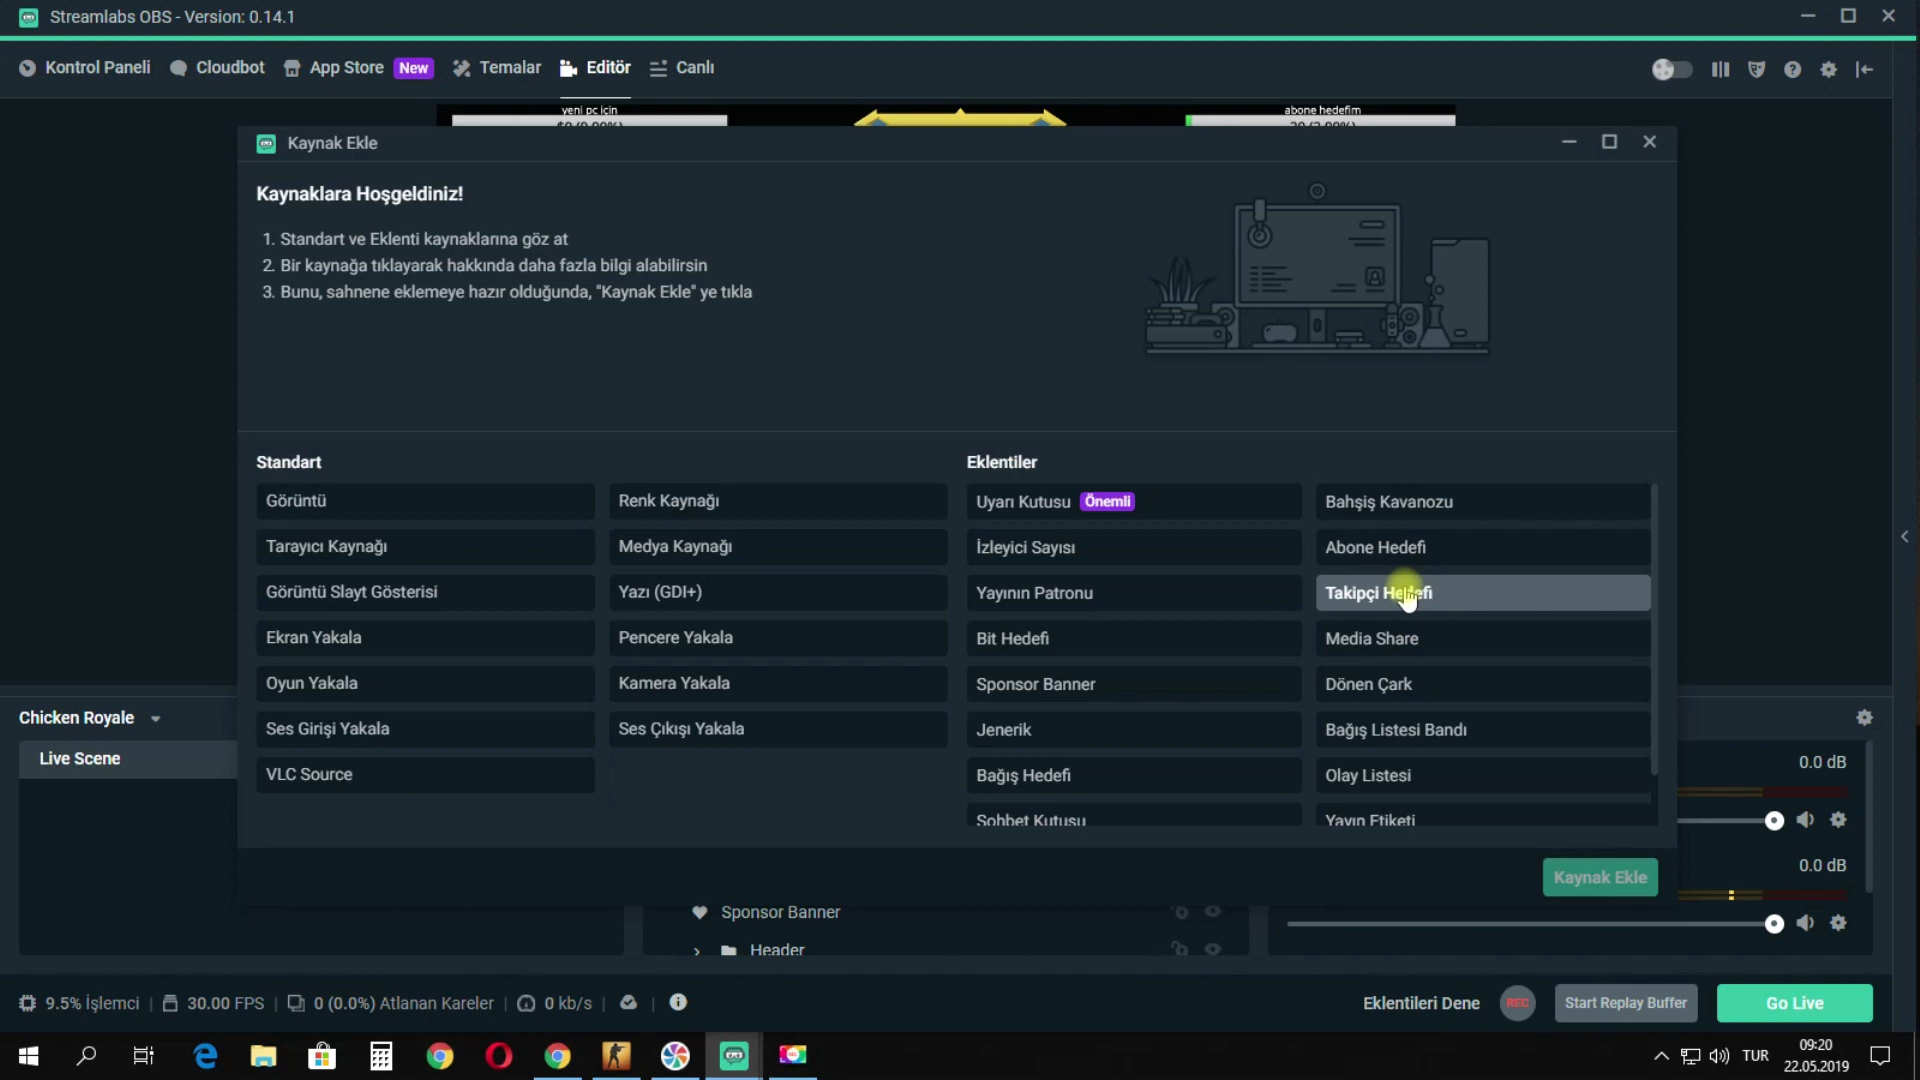 Streamlabs OBS - Version: 0.14.1
Kontrol Paneli
Cloudbot
App Store New
Temalar
Editör
Canlı
yeni pc için
abone hedefim
Kaynak Ekle
Kaynaklara Hoşgeldiniz!
1. Standart ve Eklenti kaynaklarına göz at
2. Bir kaynağa tıklayarak hakkında daha fazla bilgi alabilirsin
3. Bunu, sahnene eklemeye hazır olduğunda, "Kaynak Ekle" ye tıkla
Standart
Görüntü
Renk Kaynağı
Tarayıcı Kaynağı
Medya Kaynağı
Görüntü Slayt Gösterisi
Yazı (GDI+)
Ekran Yakala
Pencere Yakala
Oyun Yakala
Kamera Yakala
Ses Girişi Yakala
Ses Çıkışı Yakala
VLC Source
Eklentiler
Uyarı Kutusu Önemli
Bahşiş Kavanozu
İzleyici Sayısı
Abone Hedefi
Yayının Patronu
Takipçi Hedefi
Bit Hedefi
Media Share
Sponsor Banner
Dönen Çark
Jenerik
Bağış Listesi Bandı
Bağış Hedefi
Olay Listesi
Sohbet Kutusu
Yayın Etiketi
Kaynak Ekle
Chicken Royale
Live Scene
Sponsor Banner
Header
0.0 dB
0.0 dB
9.5% İşlemci
30.00 FPS
0 (0.0%) Atlanan Kareler
0 kb/s
Eklentileri Dene
REC
Start Replay Buffer
Go Live
TUR
09:20
22.05.2019